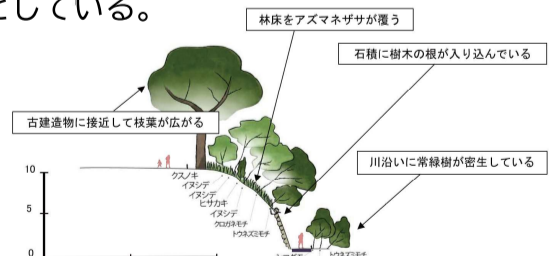 としている。
林床をアズマネザサが覆う
石積に樹木の根が入り込んでいる
古建造物に接近して枝葉が広がる
川沿いに常緑樹が密生している
10
5
0
クスノキ
イヌシデ
イヌシデ
ヒサカキ
イヌシデ
クロガネモチ
トウネズミモチ
トウネズミモチ